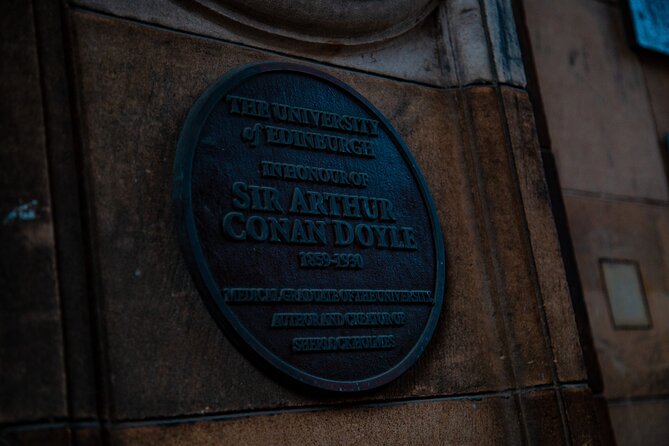 THE UNIVERSITY
of EDINBURGH
IN HONOUR OF
SIR ARTHUR
CONAN DOYLE
1859-1930
MEDICAL GRADUATE OF THE UNIVERSITY
AUTHOR AND CREATOR OF
SHERLOCK HOLMES